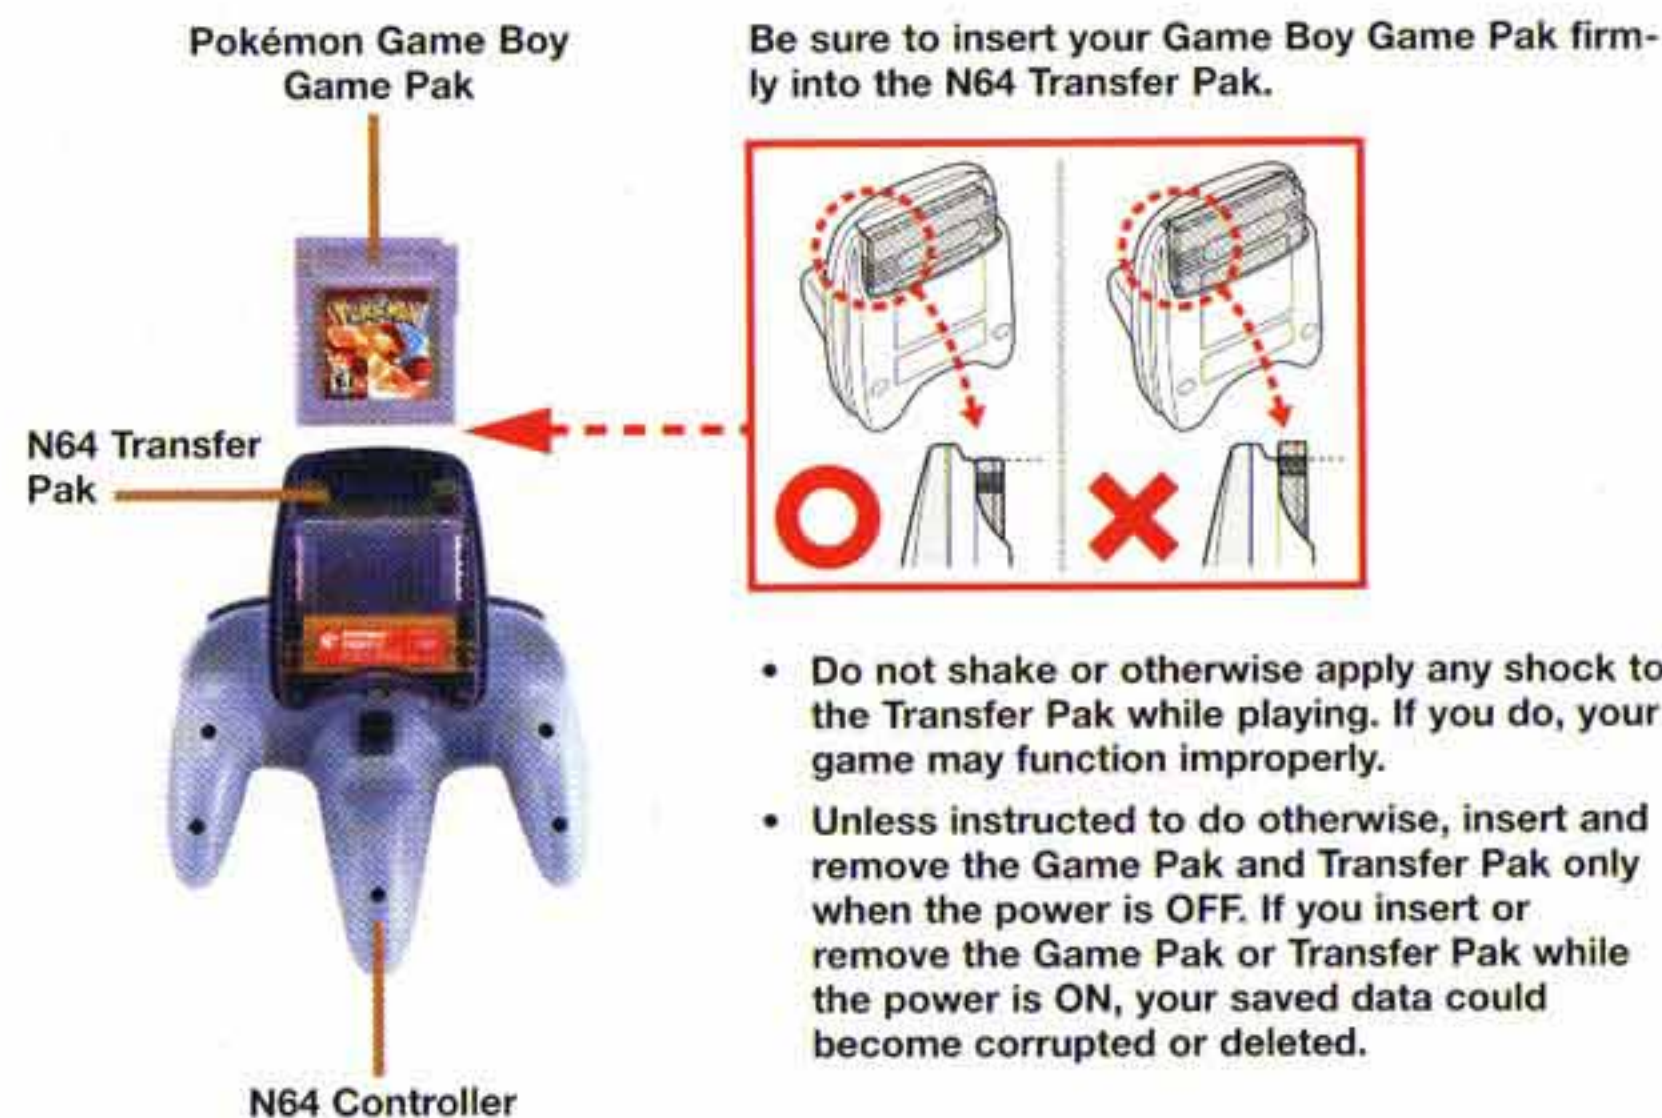 Pokémon Game Boy
Game Pak
Be sure to insert your Game Boy Game Pak firm-
ly into the N64 Transfer Pak.
POKéMON
N64 Transfer
Pak
• Do not shake or otherwise apply any shock to
the Transfer Pak while playing. If you do, your
game may function improperly.
• Unless instructed to do otherwise, insert and
remove the Game Pak and Transfer Pak only
when the power is OFF. If you insert or
remove the Game Pak or Transfer Pak while
the power is ON, your saved data could
become corrupted or deleted.
N64 Controller